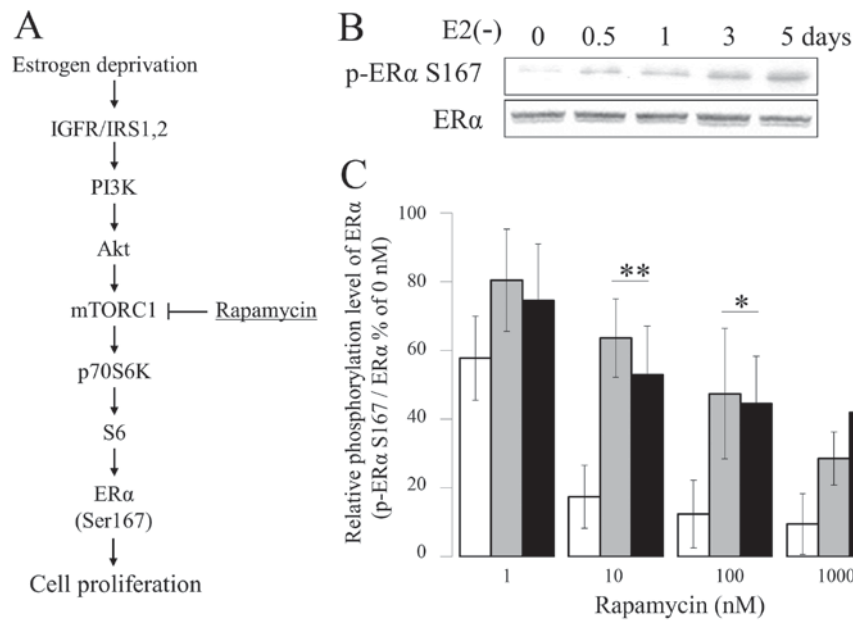 A
Estrogen deprivation
IGFR/IRS1,2
PI3K
Akt
mTORC1
Rapamycin
p70S6K
S6
ERα
(Ser167)
Cell proliferation
B
E2(-)
0 0.5 1 3 5 days
p-ERα S167
ERα
C
Relative phosphorylation level of ERα
(p-ERα S167 / ERα % of 0 nM)
100
80
60
40
20
0
**
*
1 10 100 1000
Rapamycin (nM)